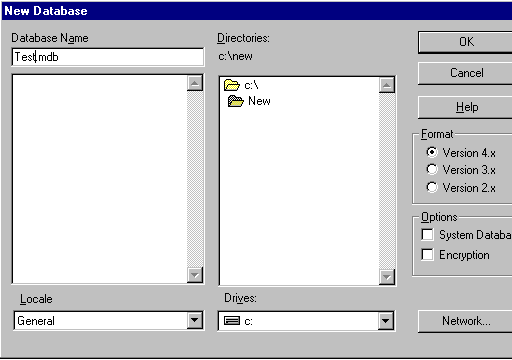 New Database
Database Name
Test.mdb
Directories:
c:\new
c:\
New
OK
Cancel
Help
Format
Version 4.x
Version 3.x
Version 2.x
Options
System Databa
Encryption
Locale
General
Drives:
c:
Network...